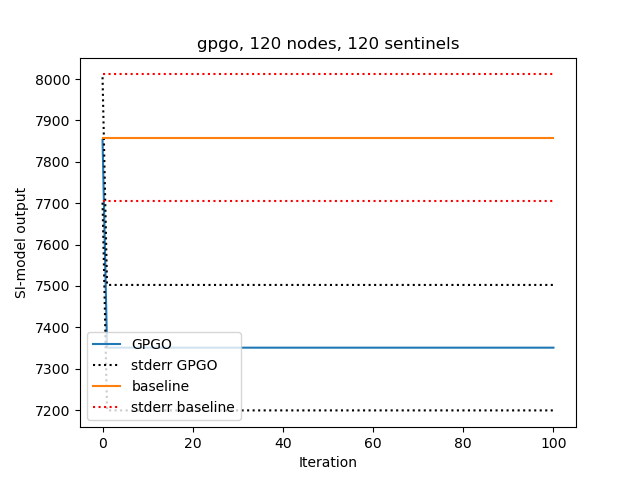 gpgo, 120 nodes, 120 sentinels
8000
7900
7800
7700
7600
7500
7400
7300
7200
SI-model output
GPGO
stderr GPGO
baseline
stderr baseline
0 20 40 60 80 100
Iteration